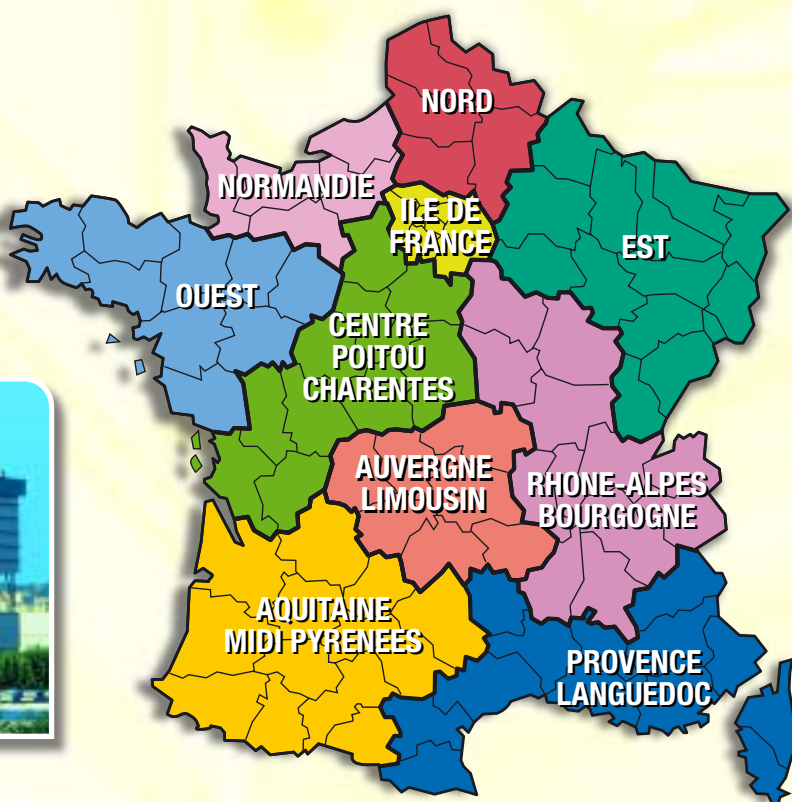 NORD
NORMANDIE
ILE DE
FRANCE
EST
OUEST
CENTRE
POITOU
CHARENTES
AUVERGNE
LIMOUSIN
RHONE-ALPES
BOURGOGNE
AQUITAINE
MIDI PYRENEES
PROVENCE
LANGUEDOC